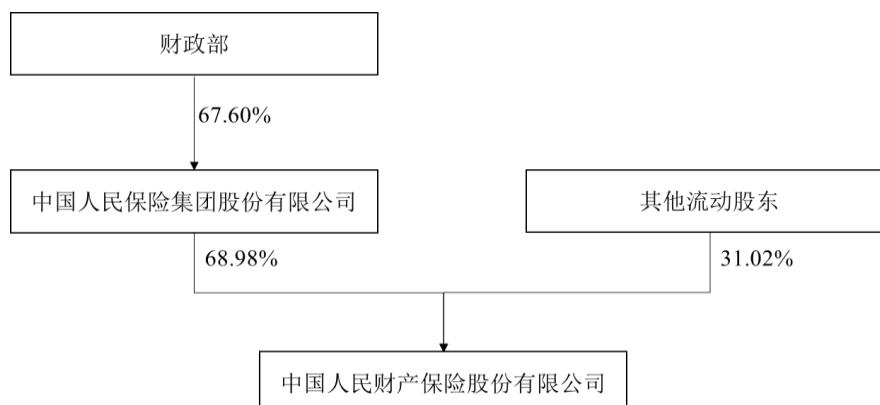 财政部
67.60%
中国人民保险集团股份有限公司
其他流动股东
68.98%
31.02%
中国人民财产保险股份有限公司